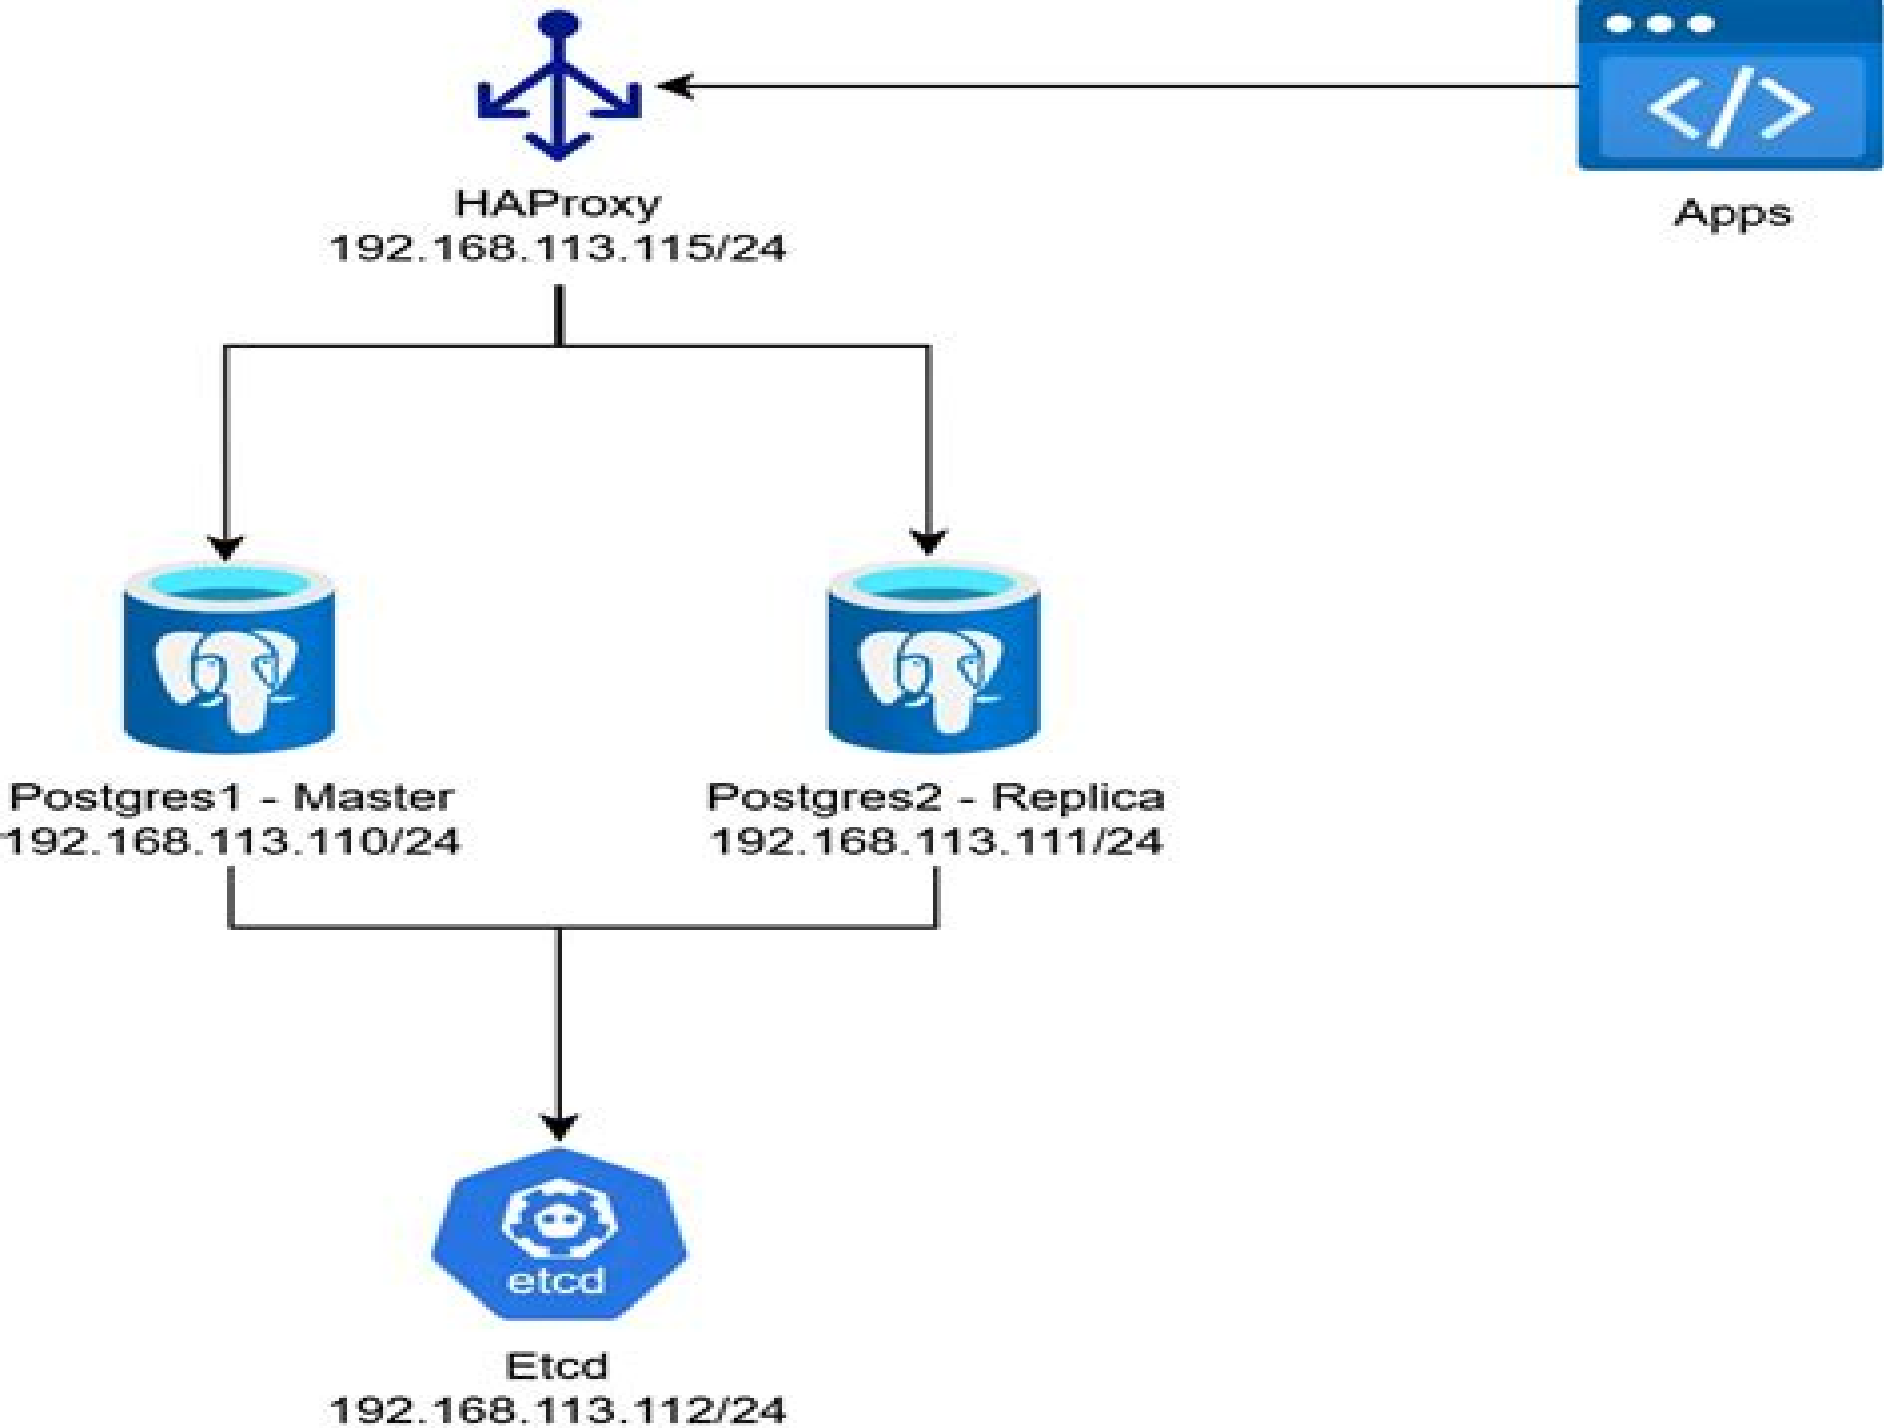 HAProxy
192.168.113.115/24
</>
Apps
Postgres1 - Master
192.168.113.110/24
Postgres2 - Replica
192.168.113.111/24
etcd
Etcd
192.168.113.112/24